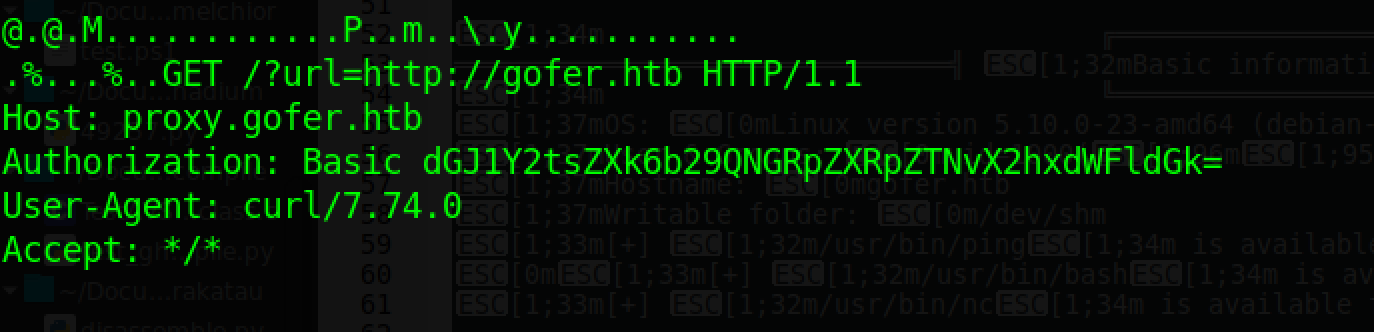 @.@.M............P..m..\.y...........
.%...%..GET /?url=http://gofer.htb HTTP/1.1
Host: proxy.gofer.htb
Authorization: Basic dGJ1Y2tsZXk6b29QNGRpZXRpZTNvX2hxdWFldGk=
User-Agent: curl/7.74.0
Accept: */*
~/Docu...melchior
test.ps1
~/Docu...rakatau
disassemble.py
51
52
ESC[1;34m
ESC[1;32mBasic informati
ESC[1;34m
ESC[1;37mOS: ESC[0mLinux version 5.10.0-23-amd64 (debian-
57
ESC[1;37mHostname: ESC[0mgofer.htb
ESC[1;37mWritable folder: ESC[0m/dev/shm
59 ESC[1;33m[+] ESC[1;32m/usr/bin/pingESC[1;34m is available
60 ESC[0mESC[1;33m[+] ESC[1;32m/usr/bin/bashESC[1;34m is av
61 ESC[1;33m[+] ESC[1;32m/usr/bin/ncESC[1;34m is available